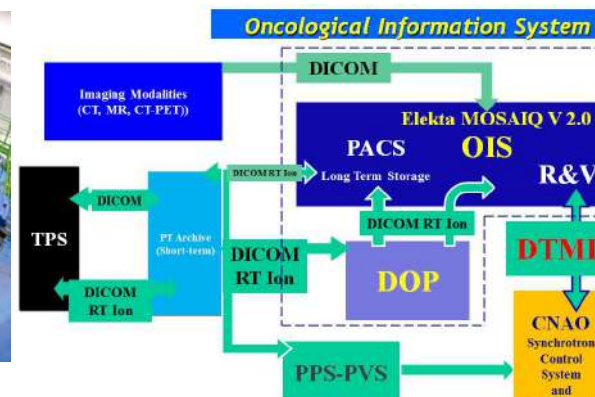 Oncological Information System
DICOM
Imaging Modalities
(CT, MR, CT-PET))
Elekta MOSAIQ V 2.0
PACS
OIS
Long Term Storage
R&V
DICOM RT Ion
DICOM
TPS
PT Archive
(Short-term)
DICOM RT Ion
DICOM
RT Ion
DOP
DICOM
RT Ion
CNAO
Synchrotron
Control
System
and
PPS-PVS